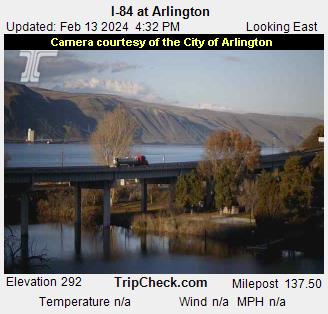 I-84 at Arlington
Updated: Feb 13 2024 4:32 PM Looking East
Camera courtesy of the City of Arlington
Elevation 292 TripCheck.com Milepost 137.50
Temperature n/a Wind n/a MPH n/a